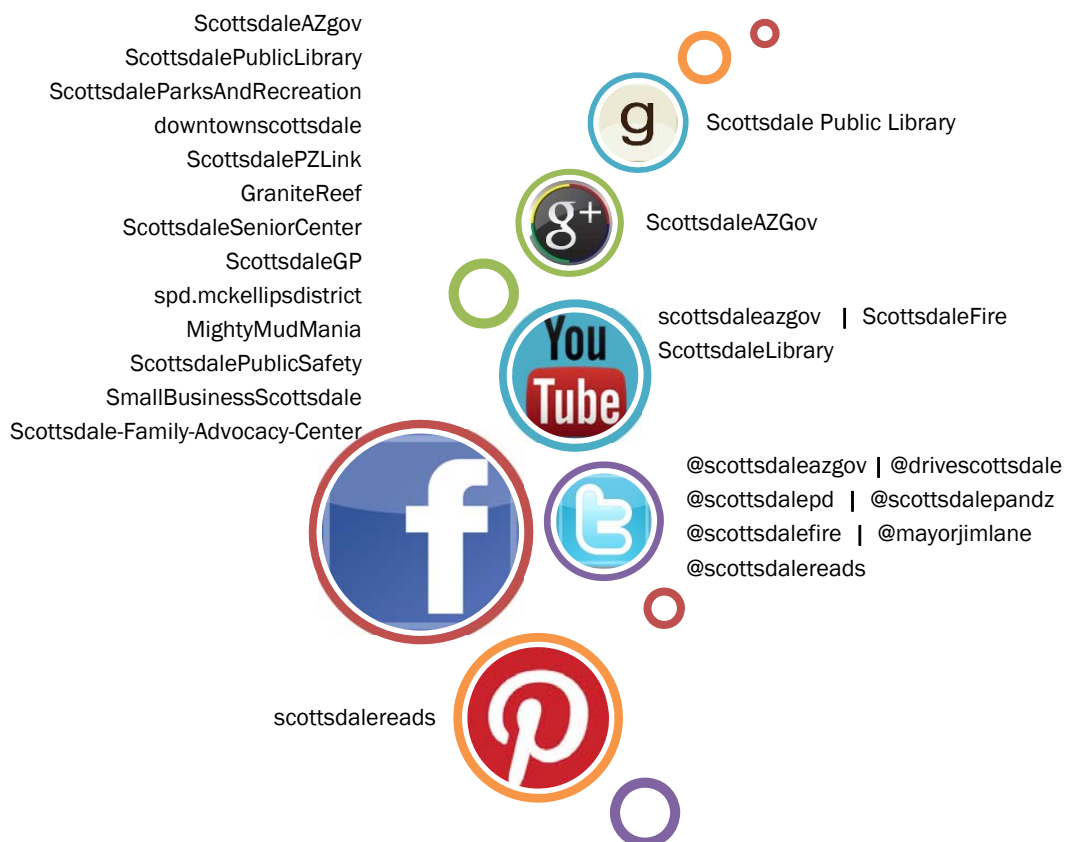 ScottsdaleAZgov
ScottsdalePublicLibrary
ScottsdaleParksAndRecreation
downtownscottsdale
ScottsdalePZLink
GraniteReef
ScottsdaleSeniorCenter
ScottsdaleGP
spd.mckellipsdistrict
MightyMudMania
ScottsdalePublicSafety
SmallBusinessScottsdale
Scottsdale-Family-Advocacy-Center
f
g
Scottsdale Public Library
g+
ScottsdaleAZGov
You
Tube
scottsdaleazgov | ScottsdaleFire
ScottsdaleLibrary
t
@scottsdaleazgov | @drivescottsdale
@scottsdalepd | @scottsdalepandz
@scottsdalefire | @mayorjimlane
@scottsdalereads
scottsdalereads
p